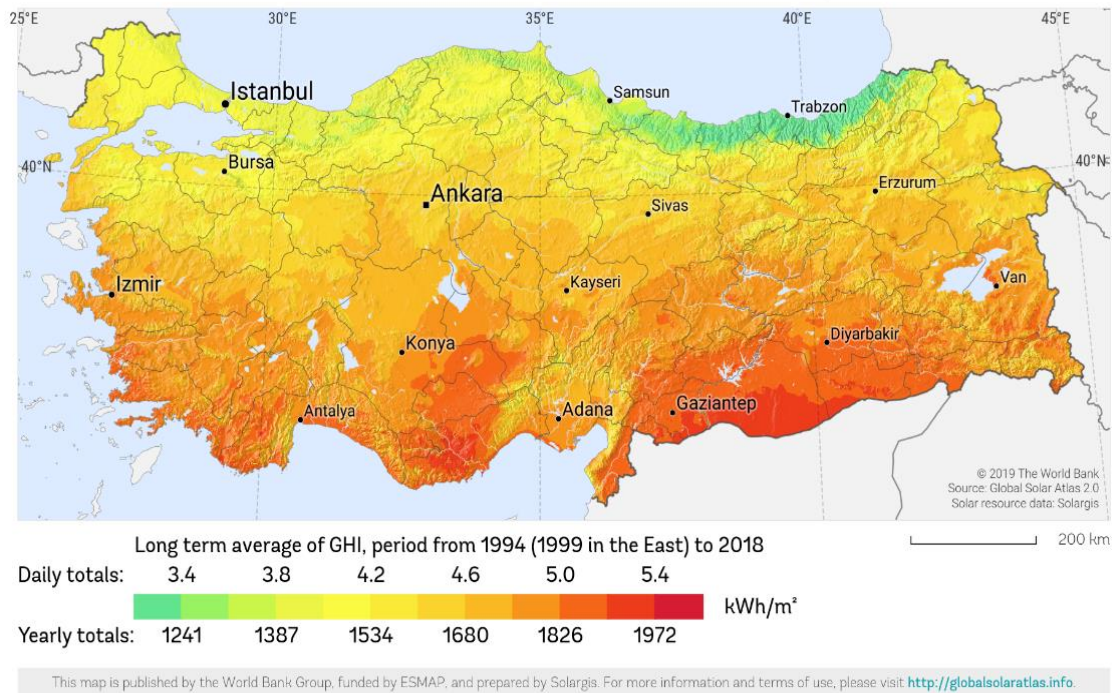 25°E 30°E 35°E 40°E 45°E
Istanbul
Samsun
Trabzon
40°N
Bursa
40°N
Ankara
Erzurum
Sivas
Izmir
Kayseri
Van
Konya
Diyarbakir
Antalya
Adana
Gaziantep
© 2019 The World Bank
Source: Global Solar Atlas 2.0
Solar resource data: Solargis
Long term average of GHI, period from 1994 (1999 in the East) to 2018
200 km
Daily totals: 3.4 3.8 4.2 4.6 5.0 5.4
kWh/m²
Yearly totals: 1241 1387 1534 1680 1826 1972
This map is published by the World Bank Group, funded by ESMAP, and prepared by Solargis. For more information and terms of use, please visit http://globalsolaratlas.info.